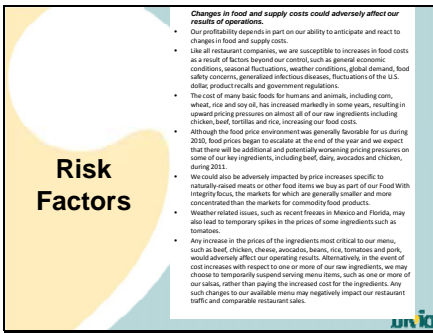 Changes in food and supply costs could adversely affect our
results of operations.
• Our profitability depends in part on our ability to anticipate and react to
changes in food and supply costs.
• Like all restaurant companies, we are susceptible to increases in food costs
as a result of factors beyond our control, such as general economic
conditions, seasonal fluctuations, weather conditions, global demand, food
safety concerns, generalized infectious diseases, fluctuations of the U.S.
dollar, product recalls and government regulations.
• The cost of many basic foods for humans and animals, including corn,
wheat, rice and soy oil, has increased markedly in some years, resulting in
upward pricing pressures on almost all of our raw ingredients including
chicken, beef, tortillas and rice, increasing our food costs.
• Although the food price environment was generally favorable for us during
2010, food prices began to escalate at the end of the year and we expect
that there will be additional and potentially worsening pricing pressures on
some of our key ingredients, including beef, dairy, avocados and chicken,
during 2011.
• We could also be adversely impacted by price increases specific to
naturally-raised meats or other food items we buy as part of our Food With
Integrity focus, the markets for which are generally smaller and more
concentrated than the markets for commodity food products.
• Weather related issues, such as recent freezes in Mexico and Florida, may
also lead to temporary spikes in the prices of some ingredients such as
tomatoes.
• Any increase in the prices of the ingredients most critical to our menu,
such as beef, chicken, cheese, avocados, beans, rice, tomatoes and pork,
would adversely affect our operating results. Alternatively, in the event of
cost increases with respect to one or more of our raw ingredients, we may
choose to temporarily suspend serving menu items, such as one or more of
our salsas, rather than paying the increased cost for the ingredients. Any
such changes to our available menu may negatively impact our restaurant
traffic and comparable restaurant sales.
Risk
Factors